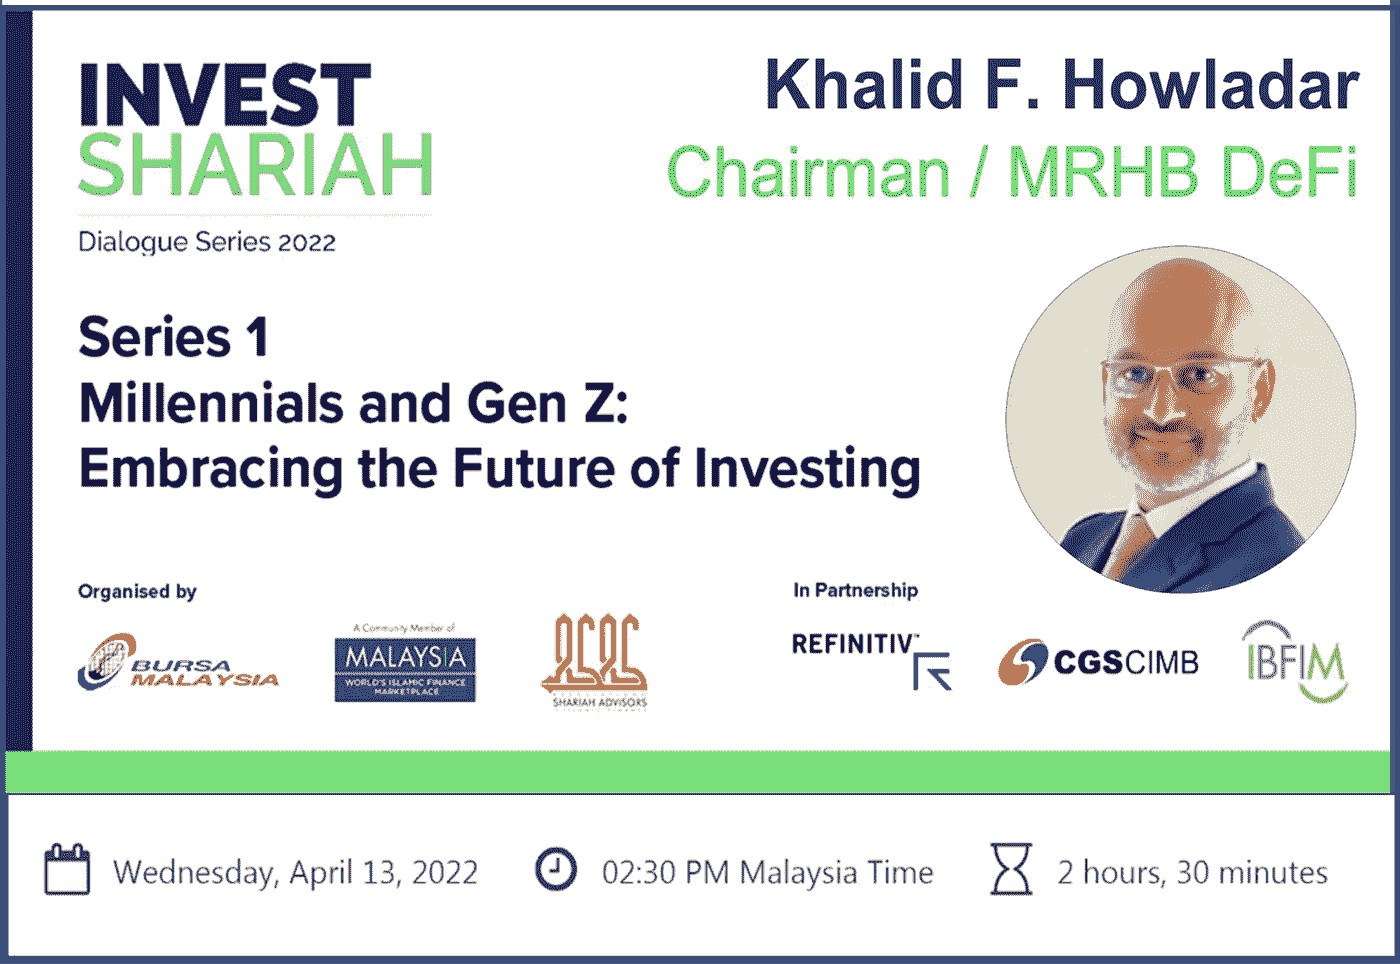 INVEST
SHARIAH
Dialogue Series 2022
Khalid F. Howladar
Chairman / MRHB DeFi
Series 1
Millennials and Gen Z:
Embracing the Future of Investing
Organised by
BURSA
MALAYSIA
A Community Member of
MALAYSIA
WORLD'S ISLAMIC FINANCE
MARKETPLACE
SHARIAH ADVISORS
In Partnership
REFINITIV
CGSCIMB
IBFIM
Wednesday, April 13, 2022
02:30 PM Malaysia Time
2 hours, 30 minutes